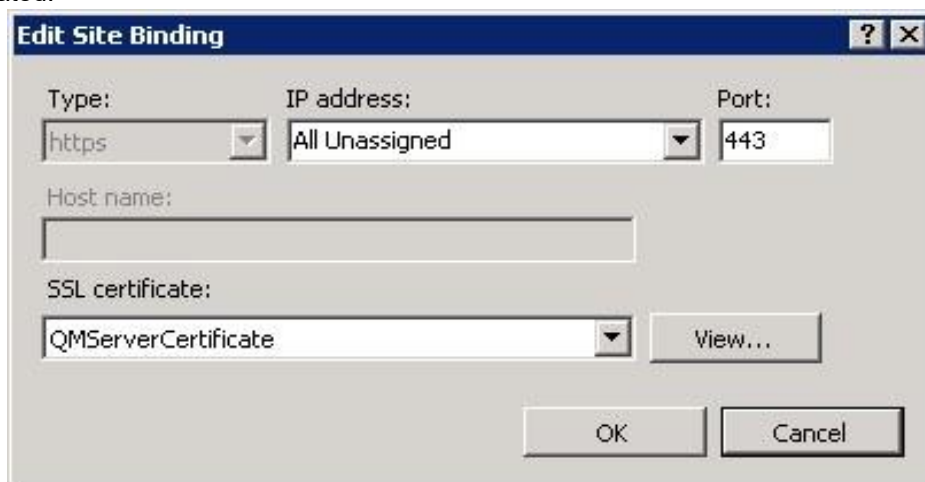 Edit Site Binding
Type: IP address: Port:
https All Unassigned 443
Host name:
SSL certificate:
QMServerCertificate View...
OK Cancel